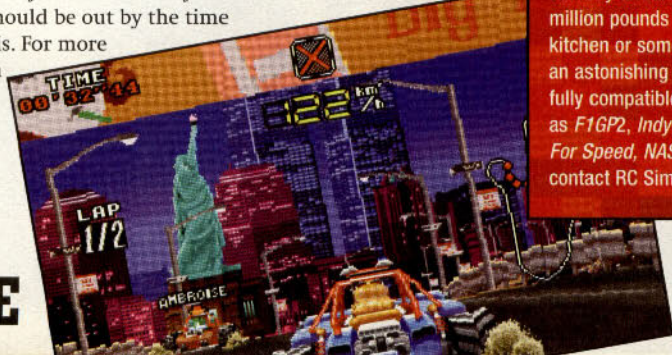 hould be out by the time
is. For more
TIME
00'32"44
122 km/h
LAP
1/2
AMBROISE
E
million pounds
kitchen or som
an astonishing
fully compatible
as F1GP2, Indy
For Speed, NAS
contact RC Sim